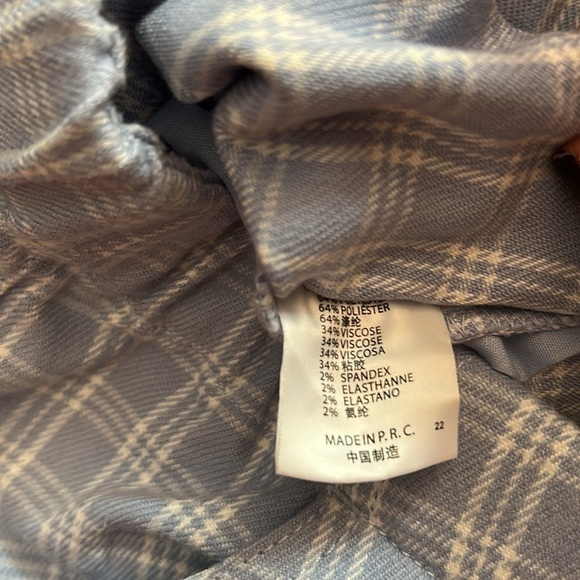 64% POLIÉSTER
64%涤纶
34%VISCOSE
34%VISCOSE
34%VISCOSA
34%粘胶
2% SPANDEX
2% ELASTHANNE
2% ELASTANO
2% 氨纶
MADE IN P. R. C. 22
中国制造